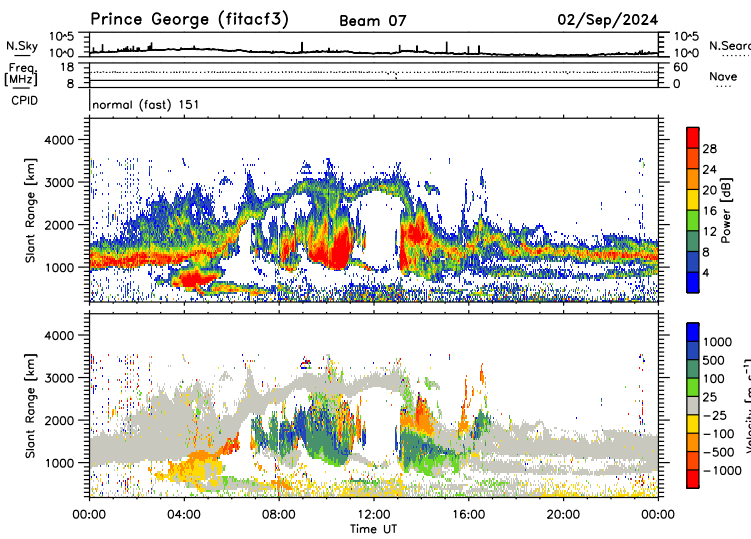 Prince George (fitacf3) Beam 07 02/Sep/2024
N.Sky 10^5 10^0 10^5 10^0 N.Sear
Freq [MHz] 18 8 60 0 Nave
CPID normal (fast) 151
Slant Range [km] 4000 3000 2000 1000
Power [dB] 28 24 20 16 12 8 4
Slant Range [km] 4000 3000 2000 1000
Velocity [m s⁻¹] 1000 500 100 25 -25 -100 -500 -1000
00:00 04:00 08:00 12:00 16:00 20:00 00:00
Time UT